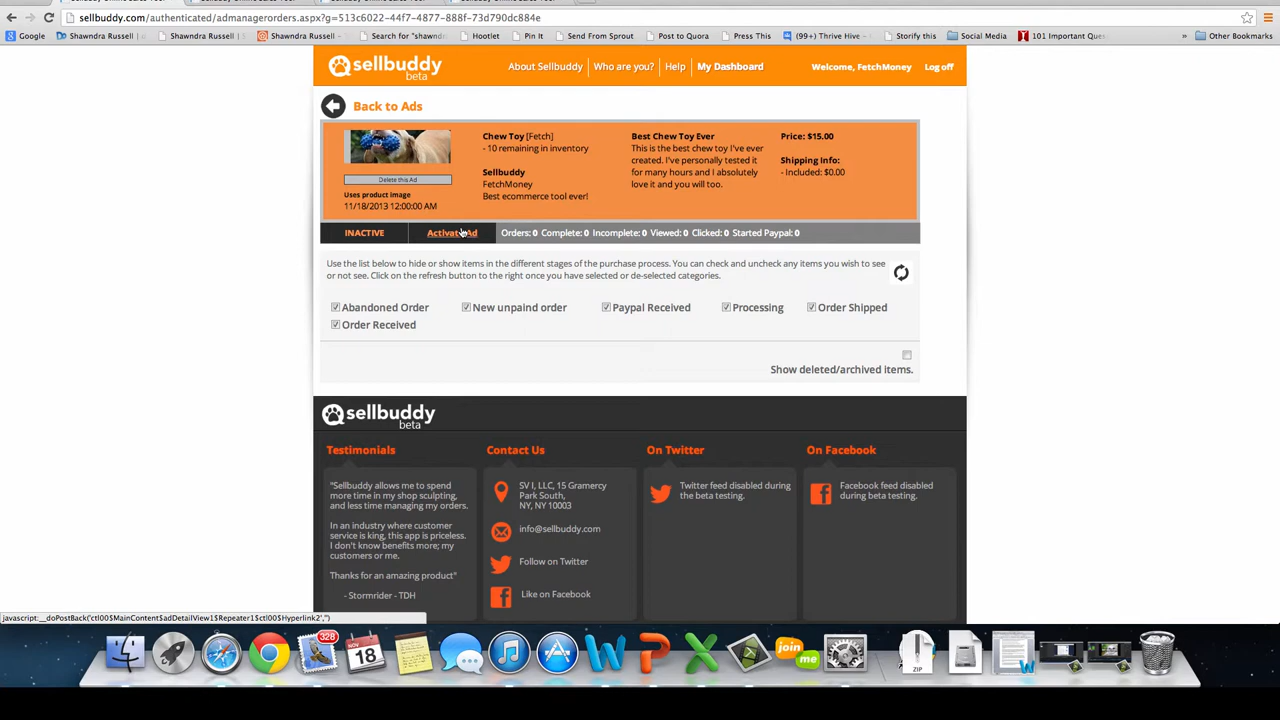 sellbuddy.com/authenticated/admanagerorders.aspx?g=513c6022-44f7-4877-888f-73d790dc884e
Google Shawndra Russell Shawndra Russell Search for "shawnd Hootlet Pin It Send From Sprout Post to Quora Press This (99+) Thrive Hive Storify this Social Media 101 Important Que » Other Bookmarks
sellbuddy
beta
About Sellbuddy Who are you? Help My Dashboard Welcome, FetchMoney Log off
Back to Ads
Delete this Ad
Uses product image
11/18/2013 12:00:00 AM
Chew Toy [Fetch]
- 10 remaining in inventory
Sellbuddy
FetchMoney
Best ecommerce tool ever!
Best Chew Toy Ever
This is the best chew toy I've ever
created. I've personally tested it
for many hours and I absolutely
love it and you will too.
Price: $15.00
Shipping Info:
- Included: $0.00
INACTIVE Activate Ad Orders: 0 Complete: 0 Incomplete: 0 Viewed: 0 Clicked: 0 Started Paypal: 0
Use the list below to hide or show items in the different stages of the purchase process. You can check and uncheck any items you wish to see
or not see. Click on the refresh button to the right once you have selected or de-selected categories.
Abandoned Order New unpaind order Paypal Received Processing Order Shipped
Order Received
Show deleted/archived items.
sellbuddy
beta
Testimonials
"Sellbuddy allows me to spend
more time in my shop sculpting,
and less time managing my orders.
In an industry where customer
service is king, this app is priceless.
I don't know benefits more; my
customers or me.
Thanks for an amazing product"
- Stormrider - TDH
Contact Us
SV I, LLC, 15 Gramercy
Park South,
NY, NY 10003
info@sellbuddy.com
Follow on Twitter
Like on Facebook
On Twitter
Twitter feed disabled during
the beta testing.
On Facebook
Facebook feed disabled
during beta testing.
javascript:__doPostBack('ctl00$MainContent$adDetailView1$Repeater1$ctl00$Hyperlink2','')
328
NOV
18
W P X
join
me
ZIP
W